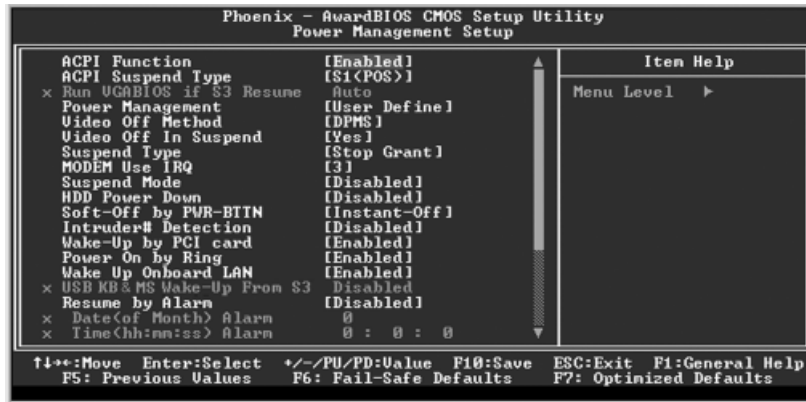 Phoenix - AwardBIOS CMOS Setup Utility
Power Management Setup
ACPI Function [Enabled]
ACPI Suspend Type [S1(POS)]
x Run VGABIOS if S3 Resume Auto
Power Management [User Define]
Video Off Method [DPMS]
Video Off In Suspend [Yes]
Suspend Type [Stop Grant]
MODEM Use IRQ [3]
Suspend Mode [Disabled]
HDD Power Down [Disabled]
Soft-Off by PWR-BTTN [Instant-Off]
Intruder# Detection [Disabled]
Wake-Up by PCI card [Enabled]
Power On by Ring [Enabled]
Wake Up Onboard LAN [Enabled]
x USB KB & MS Wake-Up From S3 Disabled
Resume by Alarm [Disabled]
x Date(of Month) Alarm 0
x Time(hh:mm:ss) Alarm 0 : 0 : 0
Item Help
Menu Level ►
↑↓→←:Move Enter:Select +/-/PU/PD:Value F10:Save ESC:Exit F1:General Help
F5: Previous Values F6: Fail-Safe Defaults F7: Optimized Defaults